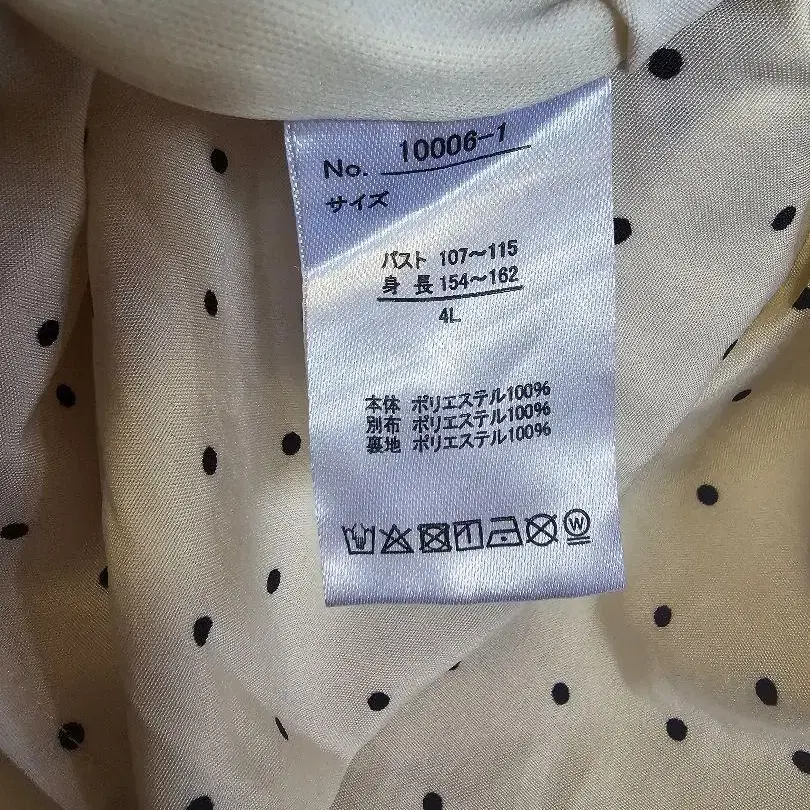 No. 10006-1
サイズ
バスト 107～115
身 長 154～162
4L
本体 ポリエステル100%
別布 ポリエステル100%
裏地 ポリエステル100%
W